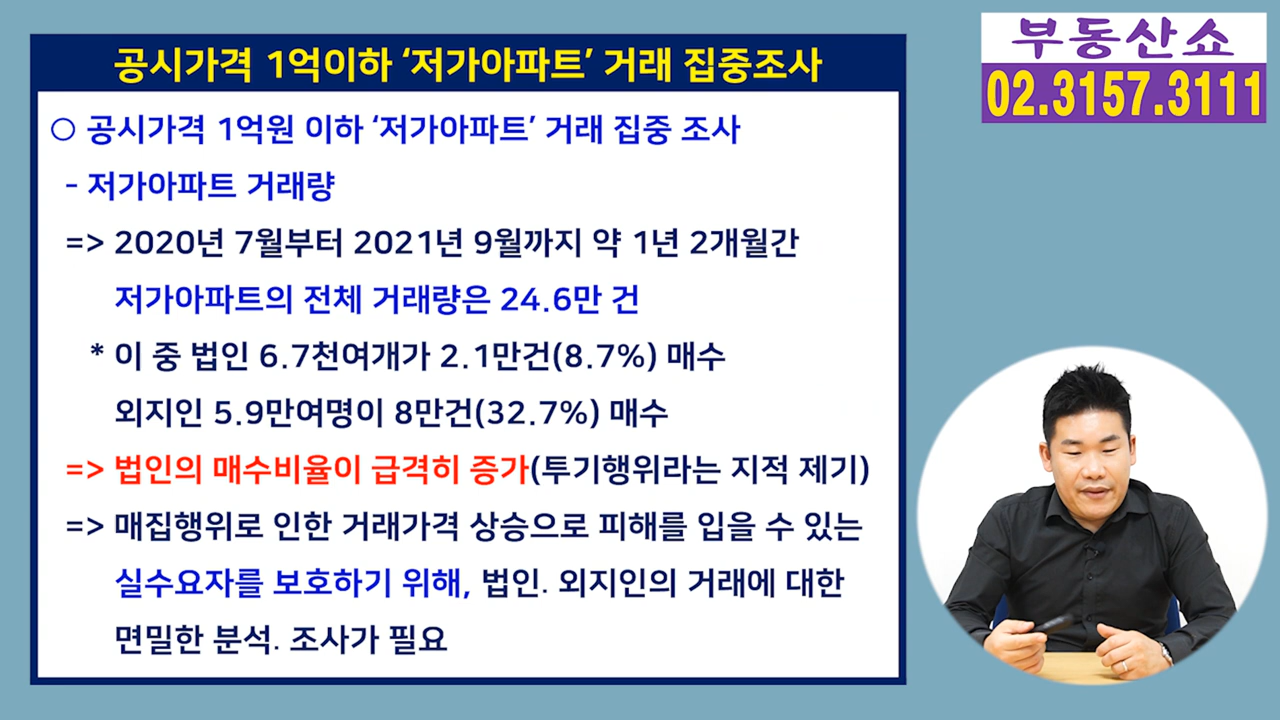 공시가격 1억이하 ‘저가아파트’ 거래 집중조사
부동산쇼
02.3157.3111
○ 공시가격 1억원 이하 ‘저가아파트’ 거래 집중 조사
- 저가아파트 거래량
=> 2020년 7월부터 2021년 9월까지 약 1년 2개월간
저가아파트의 전체 거래량은 24.6만 건
* 이 중 법인 6.7천여개가 2.1만건(8.7%) 매수
외지인 5.9만여명이 8만건(32.7%) 매수
=> 법인의 매수비율이 급격히 증가(투기행위라는 지적 제기)
=> 매집행위로 인한 거래가격 상승으로 피해를 입을 수 있는
실수요자를 보호하기 위해, 법인. 외지인의 거래에 대한
면밀한 분석. 조사가 필요